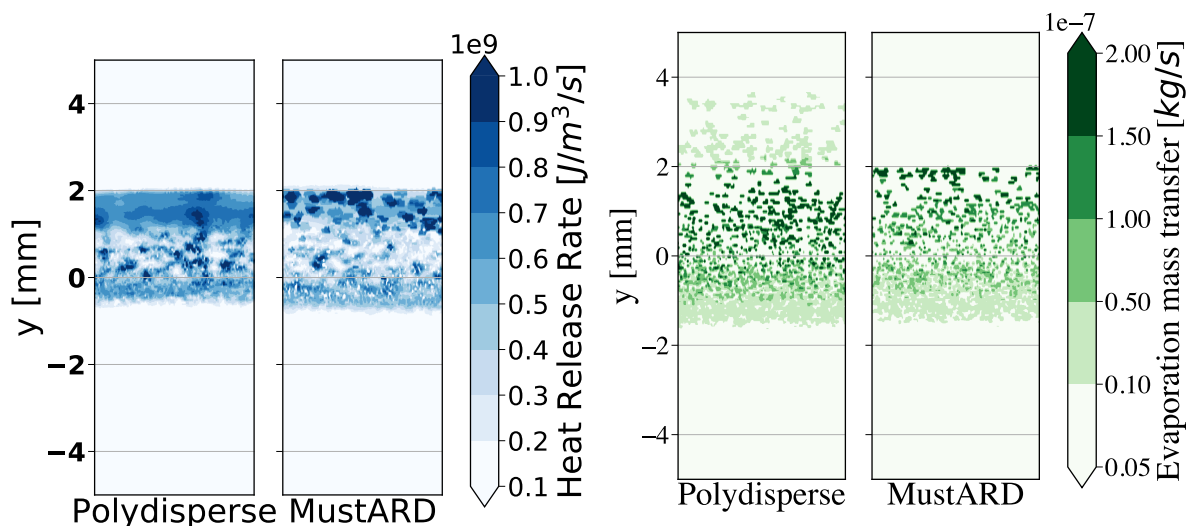 1e9
4
2
0
−2
−4
y [mm]
Polydisperse
MustARD
1.0
0.9
0.8
0.7
0.6
0.5
0.4
0.3
0.2
0.1
Heat Release Rate [J/m³/s]
1e−7
4
2
0
−2
−4
y [mm]
Polydisperse
MustARD
2.00
1.50
1.00
0.50
0.10
0.05
Evaporation mass transfer [kg/s]